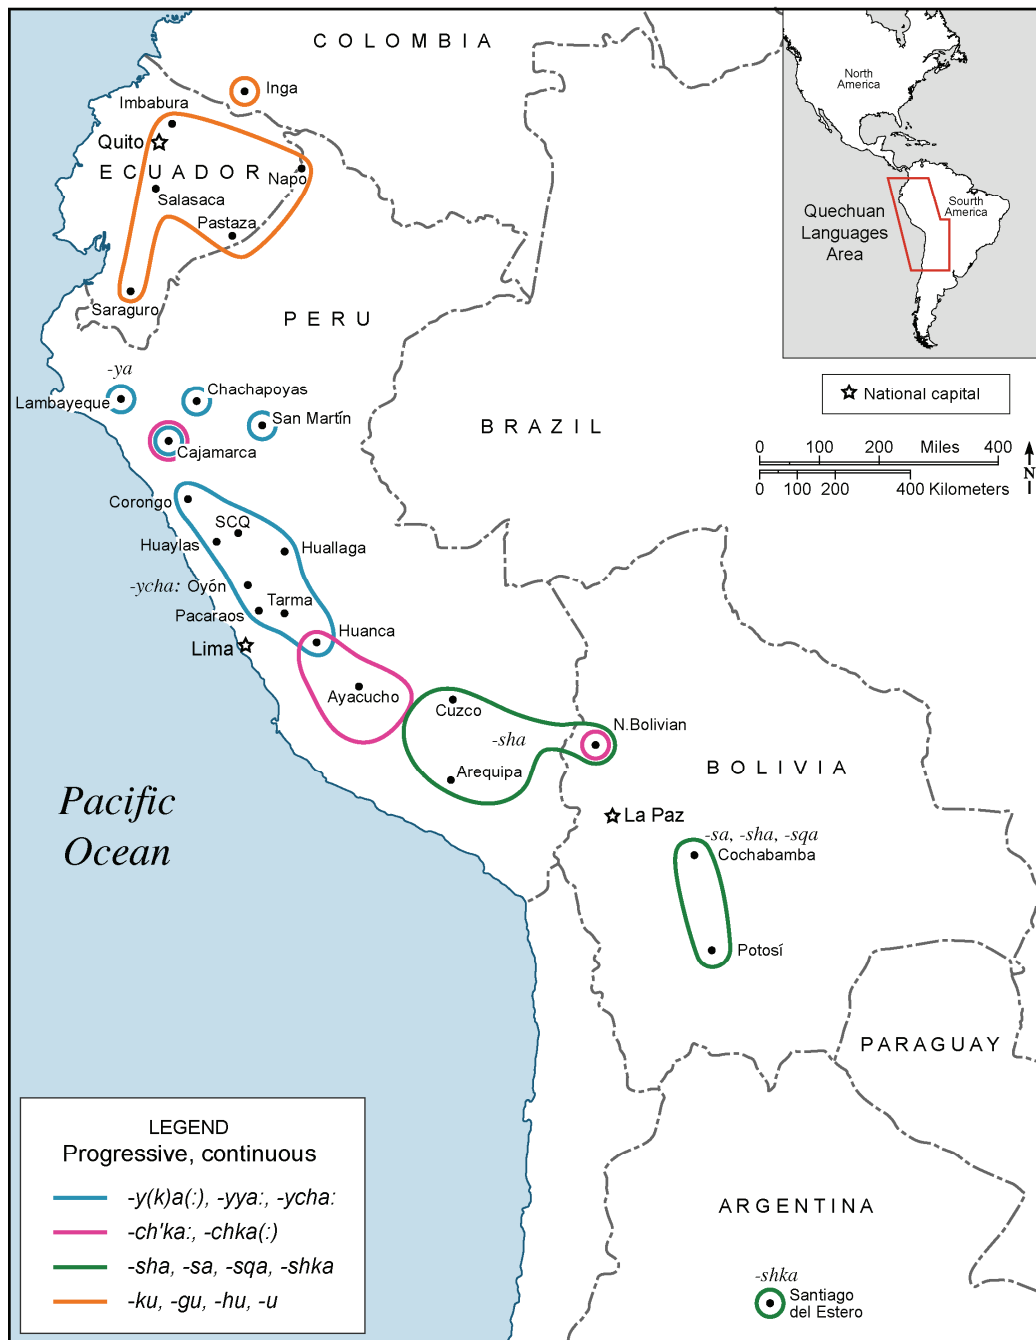 COLOMBIA
Inga
Imbabura
Quito
ECUADOR
Napo
Salasaca
Pastaza
Saraguro
PERU
North
America
Sourth
America
Quechuan
Languages
Area
National capital
-ya
Lambayeque
Chachapoyas
San Martín
Cajamarca
BRAZIL
0 100 200 Miles 400
0 100 200 400 Kilometers
N
Corongo
SCQ
Huaylas
Huallaga
-ycha: Oyón
Tarma
Pacaraos
Huanca
Lima
Ayacucho
Cuzco
N.Bolivian
-sha
Arequipa
BOLIVIA
Pacific
Ocean
La Paz
-sa, -sha, -sqa
Cochabamba
Potosí
PARAGUAY
ARGENTINA
-shka
Santiago
del Estero
LEGEND
Progressive, continuous
-y(k)a(:), -yya:, -ycha:
-ch'ka:, -chka(:)
-sha, -sa, -sqa, -shka
-ku, -gu, -hu, -u